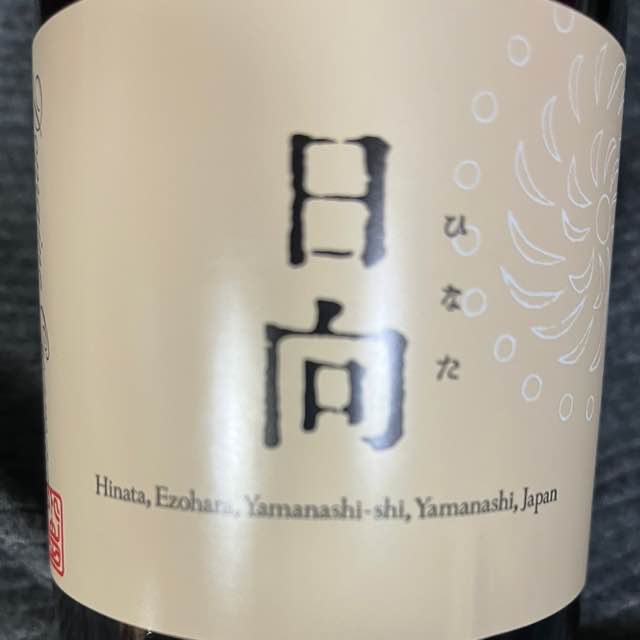 日向
ひなた
Hinata, Ezohara, Yamanashi-shi, Yamanashi, Japan